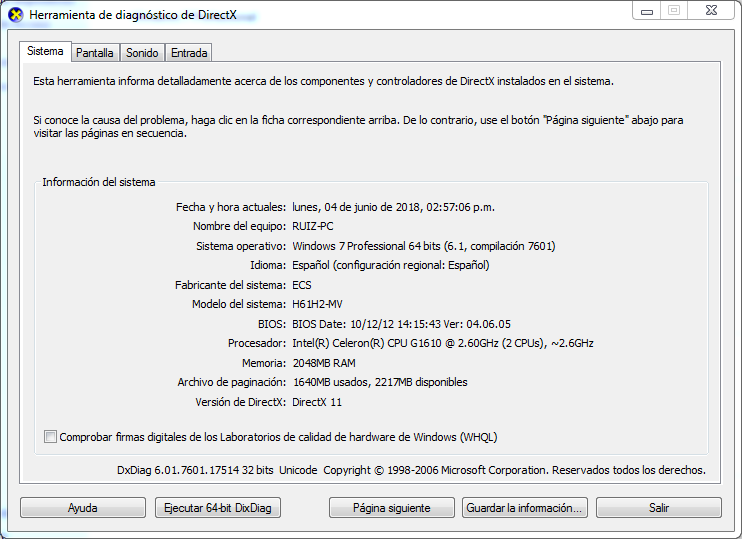 Herramienta de diagnóstico de DirectX
Sistema Pantalla Sonido Entrada
Esta herramienta informa detalladamente acerca de los componentes y controladores de DirectX instalados en el sistema.
Si conoce la causa del problema, haga clic en la ficha correspondiente arriba. De lo contrario, use el botón "Página siguiente" abajo para
visitar las páginas en secuencia.
Información del sistema
Fecha y hora actuales: lunes, 04 de junio de 2018, 02:57:06 p.m.
Nombre del equipo: RUIZ-PC
Sistema operativo: Windows 7 Professional 64 bits (6.1, compilación 7601)
Idioma: Español (configuración regional: Español)
Fabricante del sistema: ECS
Modelo del sistema: H61H2-MV
BIOS: BIOS Date: 10/12/12 14:15:43 Ver: 04.06.05
Procesador: Intel(R) Celeron(R) CPU G1610 @ 2.60GHz (2 CPUs), ~2.6GHz
Memoria: 2048MB RAM
Archivo de paginación: 1640MB usados, 2217MB disponibles
Versión de DirectX: DirectX 11
Comprobar firmas digitales de los Laboratorios de calidad de hardware de Windows (WHQL)
DxDiag 6.01.7601.17514 32 bits Unicode Copyright © 1998-2006 Microsoft Corporation. Reservados todos los derechos.
Ayuda Ejecutar 64-bit DixDiag Página siguiente Guardar la información... Salir